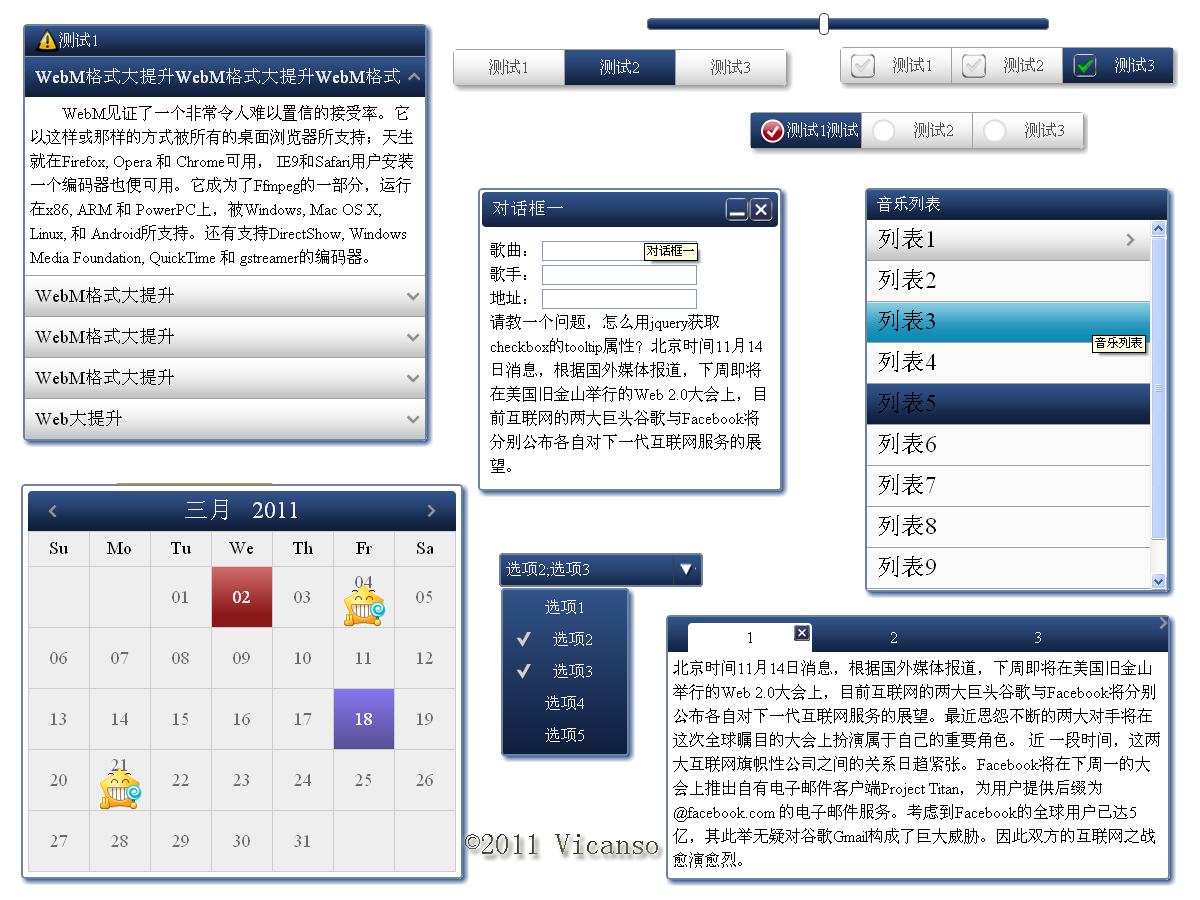 测试1
WebM格式大提升WebM格式大提升WebM格式
WebM见证了一个非常令人难以置信的接受率。它
以这样或那样的方式被所有的桌面浏览器所支持；天生
就在Firefox, Opera 和 Chrome可用， IE9和Safari用户安装
一个编码器也便可用。它成为了Ffmpeg的一部分，运行
在x86, ARM 和 PowerPC上，被Windows, Mac OS X,
Linux, 和 Android所支持。还有支持DirectShow, Windows
Media Foundation, QuickTime 和 gstreamer的编码器。
WebM格式大提升
WebM格式大提升
WebM格式大提升
Web大提升
测试1 测试2 测试3
测试1 测试2 测试3
测试1测试 测试2 测试3
对话框一
歌曲：
对话框一
歌手：
地址：
请教一个问题，怎么用jquery获取
checkbox的tooltip属性？北京时间11月14
日消息，根据国外媒体报道，下周即将
在美国旧金山举行的Web 2.0大会上，目
前互联网的两大巨头谷歌与Facebook将
分别公布各自对下一代互联网服务的展
望。
音乐列表
列表1
列表2
列表3
音乐列表
列表4
列表5
列表6
列表7
列表8
列表9
三月 2011
Su Mo Tu We Th Fr Sa
01 02 03 04 05
06 07 08 09 10 11 12
13 14 15 16 17 18 19
20 21 22 23 24 25 26
27 28 29 30 31
选项2;选项3
选项1
选项2
选项3
选项4
选项5
1 2 3
北京时间11月14日消息，根据国外媒体报道，下周即将在美国旧金山
举行的Web 2.0大会上，目前互联网的两大巨头谷歌与Facebook将分别
公布各自对下一代互联网服务的展望。最近恩怨不断的两大对手将在
这次全球瞩目的大会上扮演属于自己的重要角色。 近 一段时间，这两
大互联网旗帜性公司之间的关系日趋紧张。Facebook将在下周一的大
会上推出自有电子邮件客户端Project Titan，为用户提供后缀为
@facebook.com 的电子邮件服务。考虑到Facebook的全球用户已达5
亿，其此举无疑对谷歌Gmail构成了巨大威胁。因此双方的互联网之战
愈演愈烈。
©2011 Vicanso